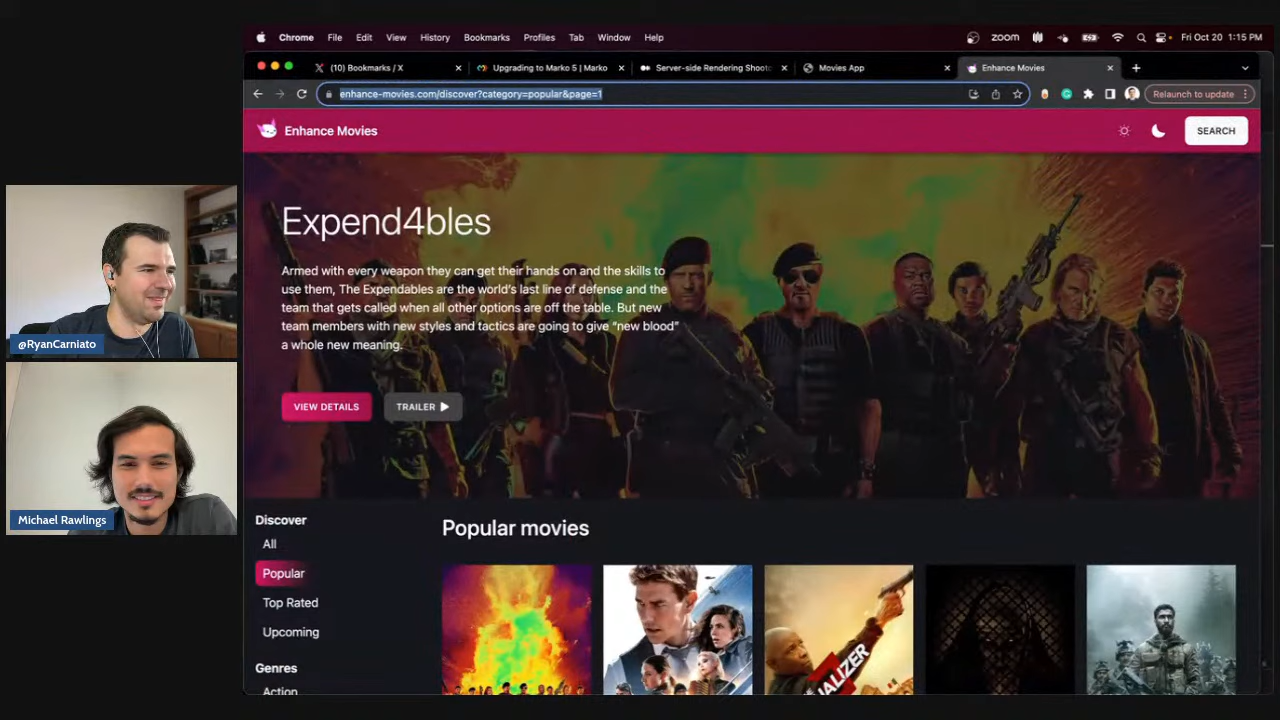 Chrome File Edit View History Bookmarks Profiles Tab Window Help zoom Fri Oct 20 1:15 PM
(10) Bookmarks / X Upgrading to Marko 5 | Marko Server-side Rendering Shooto Movies App Enhance Movies
enhance-movies.com/discover?category=popular&page=1 Relaunch to update
Enhance Movies SEARCH
Expend4bles
Armed with every weapon they can get their hands on and the skills to
use them, The Expendables are the world's last line of defense and the
team that gets called when all other options are off the table. But new
team members with new styles and tactics are going to give “new blood”
a whole new meaning.
VIEW DETAILS TRAILER
@RyanCarniato
Michael Rawlings
Discover
All
Popular
Top Rated
Upcoming
Genres
Action
Popular movies
UALIZER